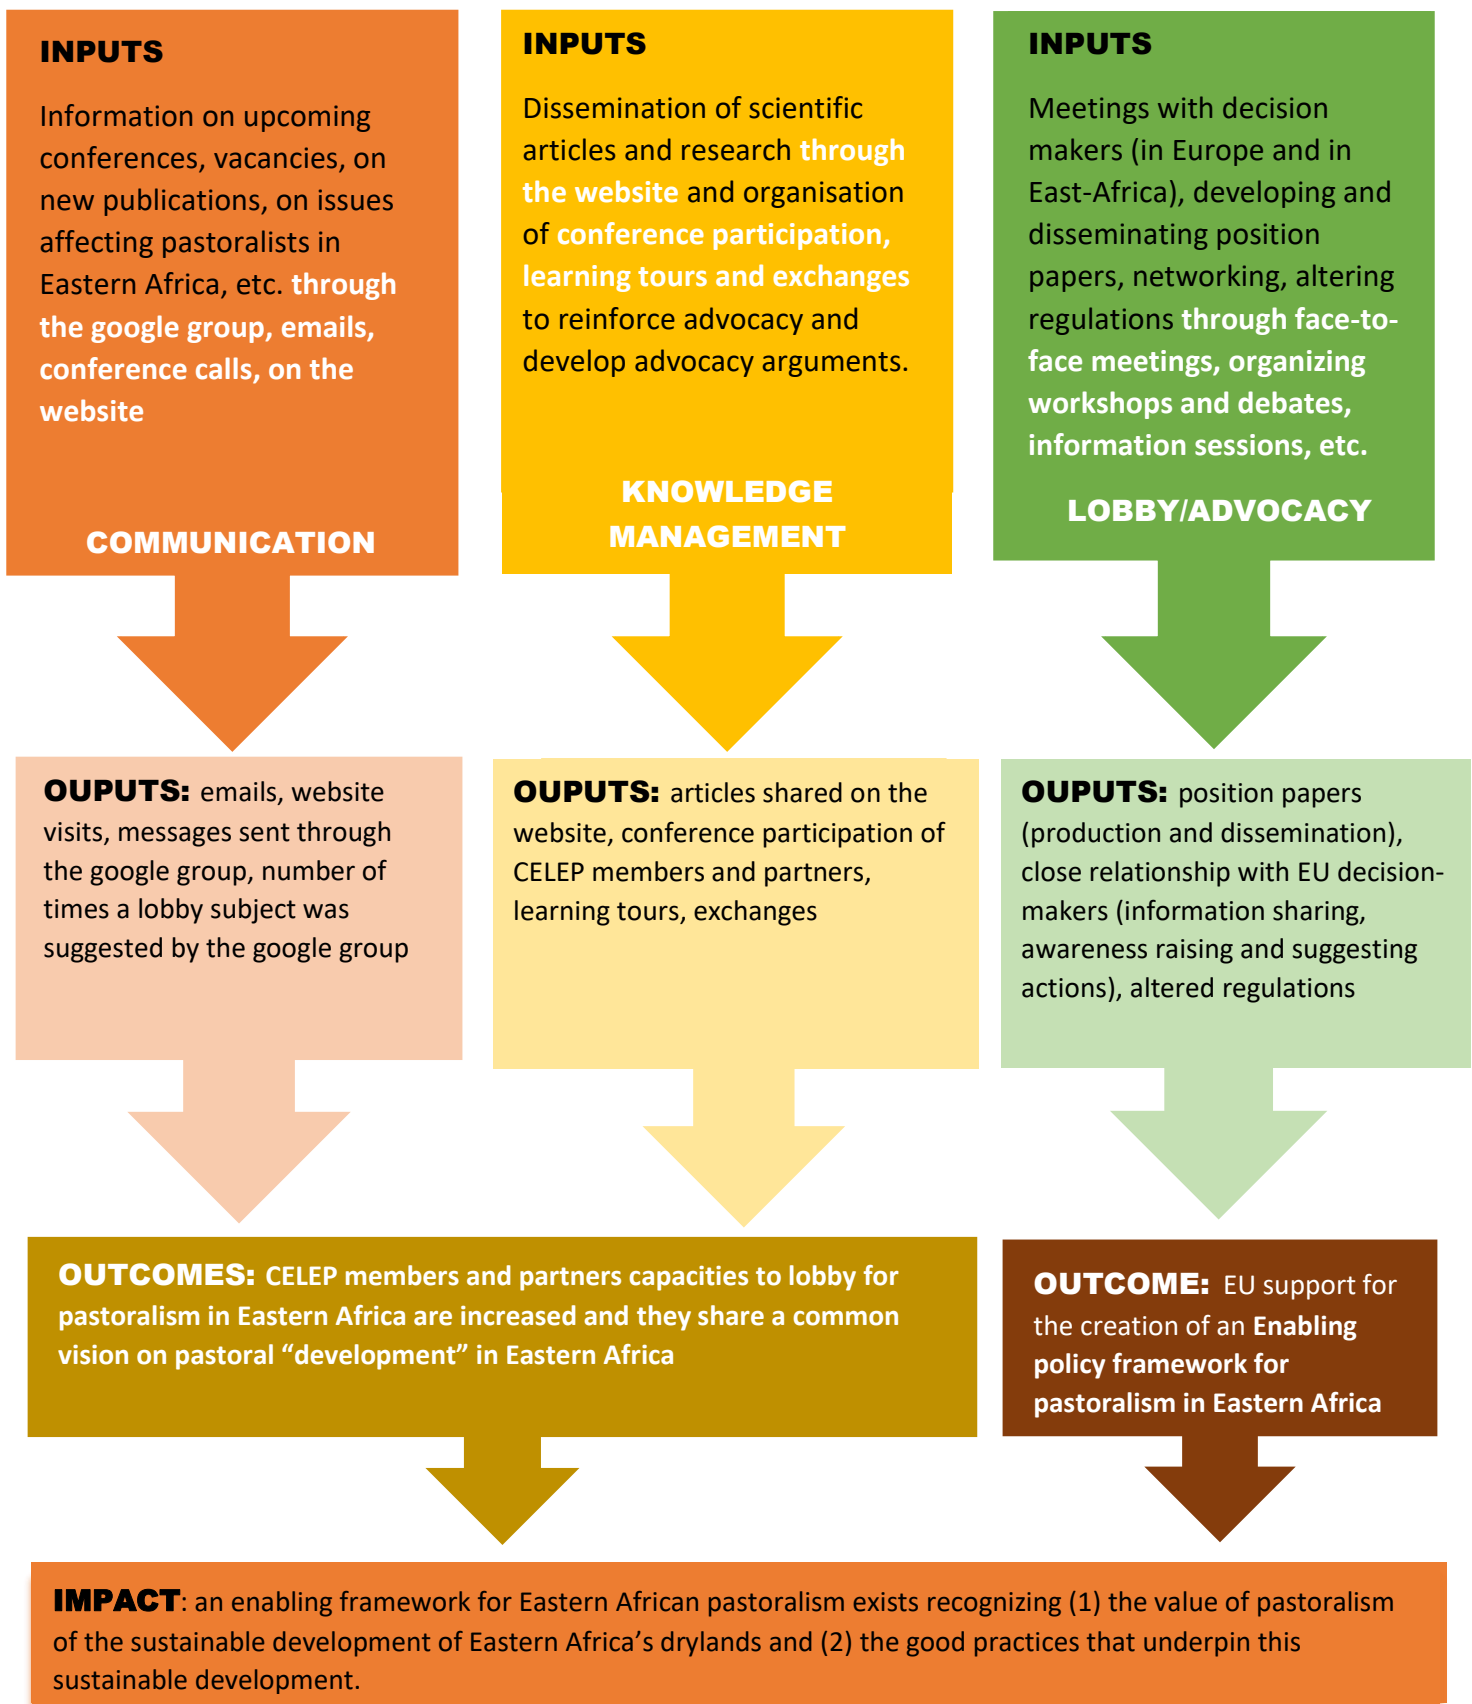 INPUTS
Information on upcoming
conferences, vacancies, on
new publications, on issues
affecting pastoralists in
Eastern Africa, etc. through
the google group, emails,
conference calls, on the
website
COMMUNICATION
INPUTS
Dissemination of scientific
articles and research through
the website and organisation
of conference participation,
learning tours and exchanges
to reinforce advocacy and
develop advocacy arguments.
KNOWLEDGE
MANAGEMENT
INPUTS
Meetings with decision
makers (in Europe and in
East-Africa), developing and
disseminating position
papers, networking, altering
regulations through face-to-
face meetings, organizing
workshops and debates,
information sessions, etc.
LOBBY/ADVOCACY
OUPUTS: emails, website
visits, messages sent through
the google group, number of
times a lobby subject was
suggested by the google group
OUPUTS: articles shared on the
website, conference participation of
CELEP members and partners,
learning tours, exchanges
OUPUTS: position papers
(production and dissemination),
close relationship with EU decision-
makers (information sharing,
awareness raising and suggesting
actions), altered regulations
OUTCOMES: CELEP members and partners capacities to lobby for
pastoralism in Eastern Africa are increased and they share a common
vision on pastoral “development” in Eastern Africa
OUTCOME: EU support for
the creation of an Enabling
policy framework for
pastoralism in Eastern Africa
IMPACT: an enabling framework for Eastern African pastoralism exists recognizing (1) the value of pastoralism
of the sustainable development of Eastern Africa’s drylands and (2) the good practices that underpin this
sustainable development.